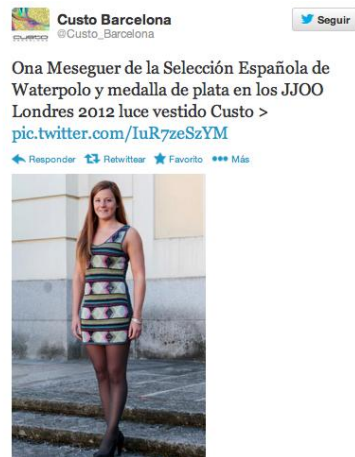 Custo Barcelona
@Custo_Barcelona
Seguir
Ona Meseguer de la Selección Española de
Waterpolo y medalla de plata en los JJOO
Londres 2012 luce vestido Custo >
pic.twitter.com/IuR7zeSzYM
Responder Retwittear Favorito Más